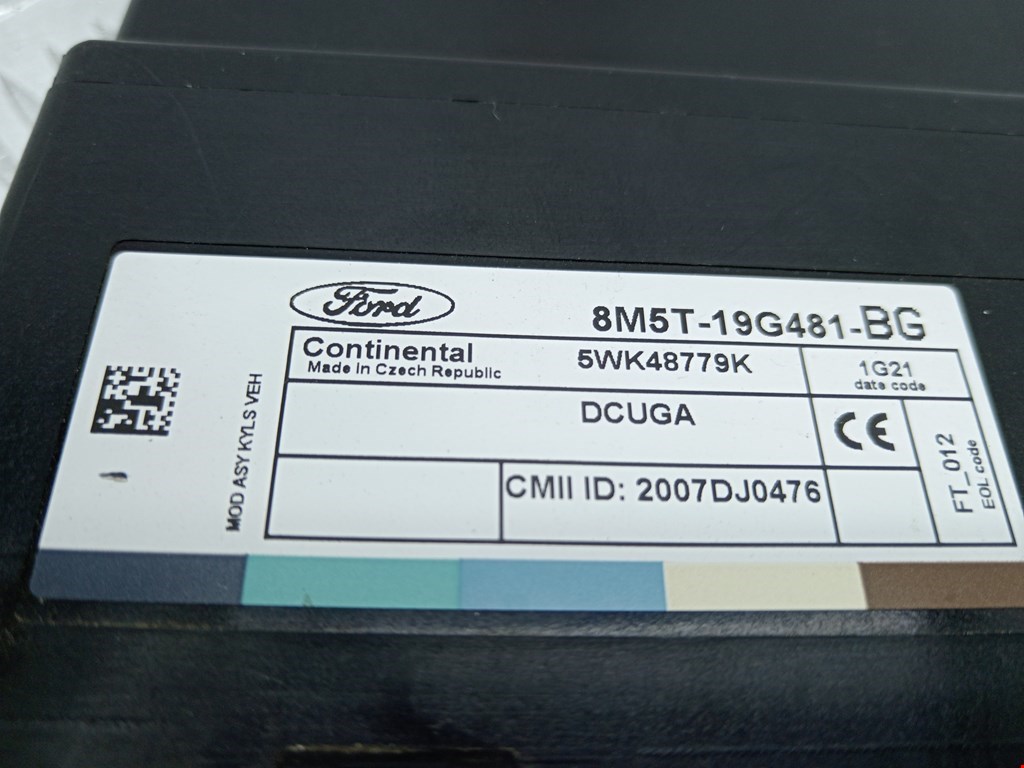 Ford
8M5T-19G481-BG
Continental
Made In Czech Republic
5WK48779K
1G21
date code
DCUGA
CE
CMII ID: 2007DJ0476
FT_012
EOL code
MOD ASY KYLS VEH